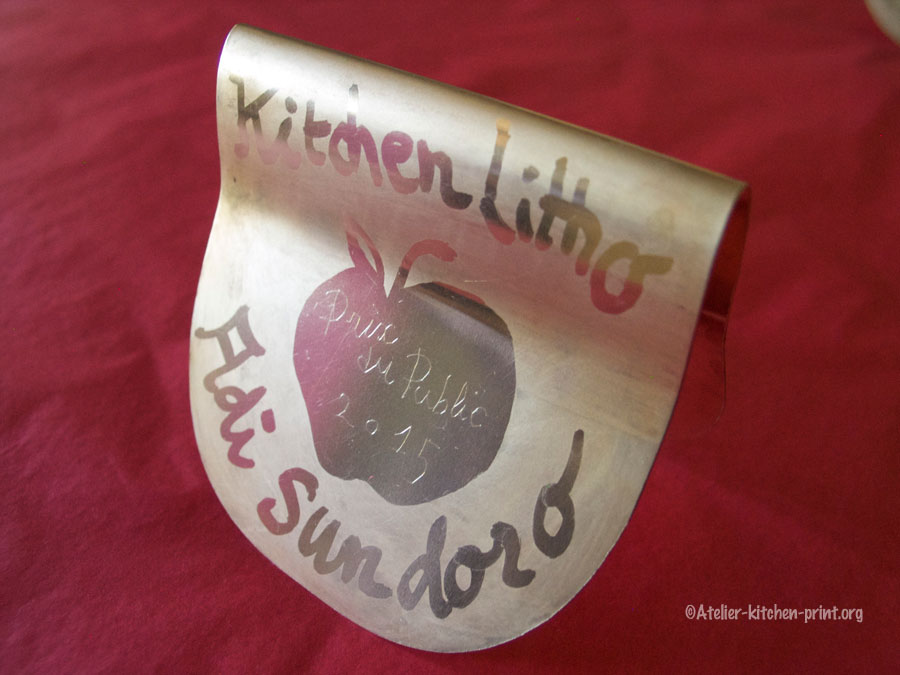 Kitchen Litho
Prix
du Public
2015
Adi Sundoro
©Atelier-kitchen-print.org